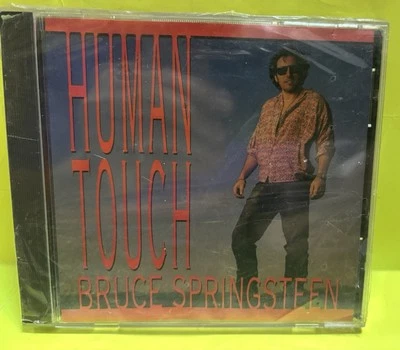 HUMAN
TOUCH
BRUCE SPRINGSTEEN